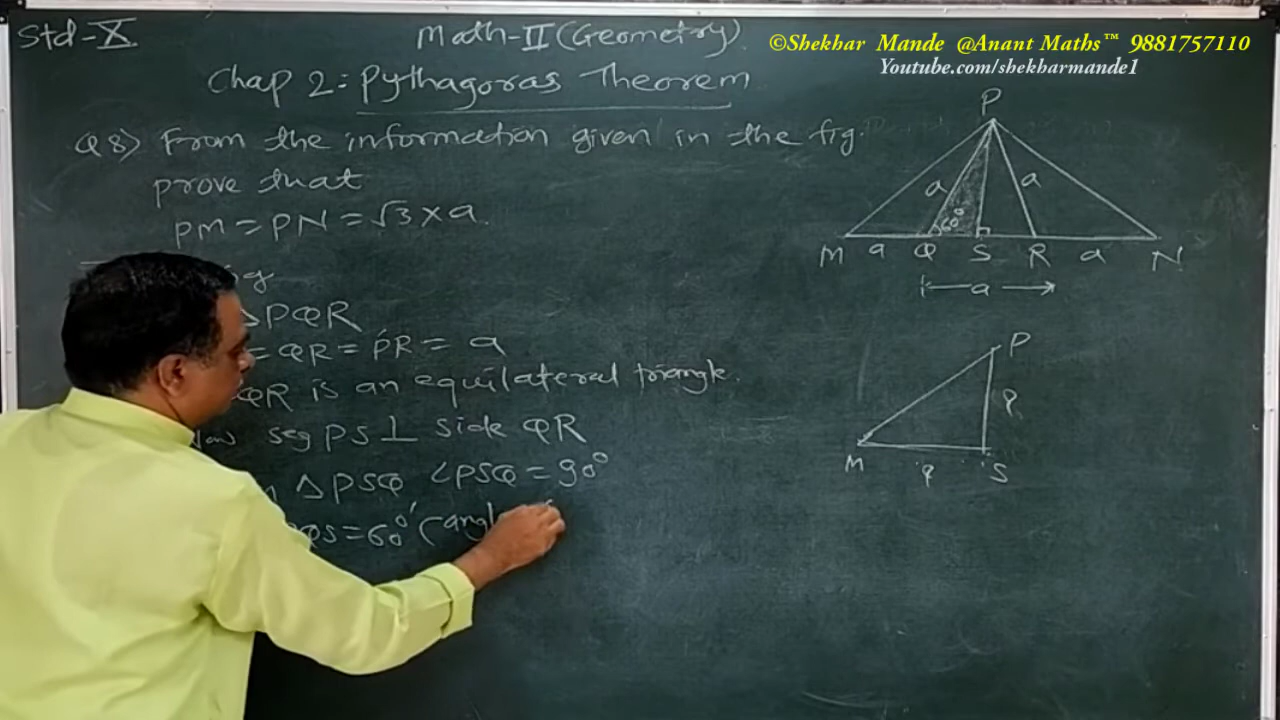 Std-X
Math-II (Geometry)
©Shekhar Mande @Anant Maths™ 9881757110
Youtube.com/shekharmande1
Chap 2: Pythagoras Theorem
Q8) From the information given in the fig.
prove that
PM = PN = √3 × a.
ΔPQR
= QR = PR = a
QR is an equilateral triangle.
seg PS ⊥ side QR
ΔPSQ ∠PSQ = 90°
QS = 60° (angl
P
a a
60°
M a Q S R a N
a
P
?
M ? S